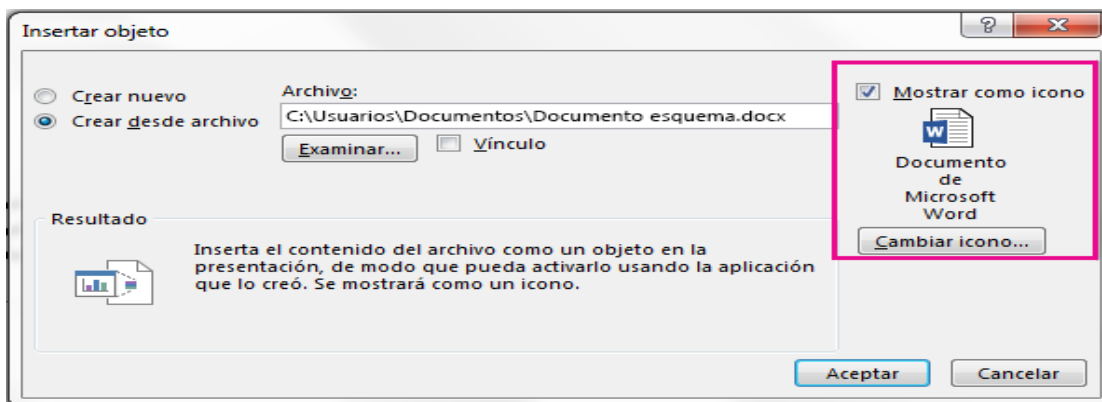 Insertar objeto
Crear nuevo
Crear desde archivo
Archivo:
C:\Usuarios\Documentos\Documento esquema.docx
Examinar...
Vínculo
Mostrar como icono
Documento
de
Microsoft
Word
Cambiar icono...
Resultado
Inserta el contenido del archivo como un objeto en la
presentación, de modo que pueda activarlo usando la aplicación
que lo creó. Se mostrará como un icono.
Aceptar
Cancelar